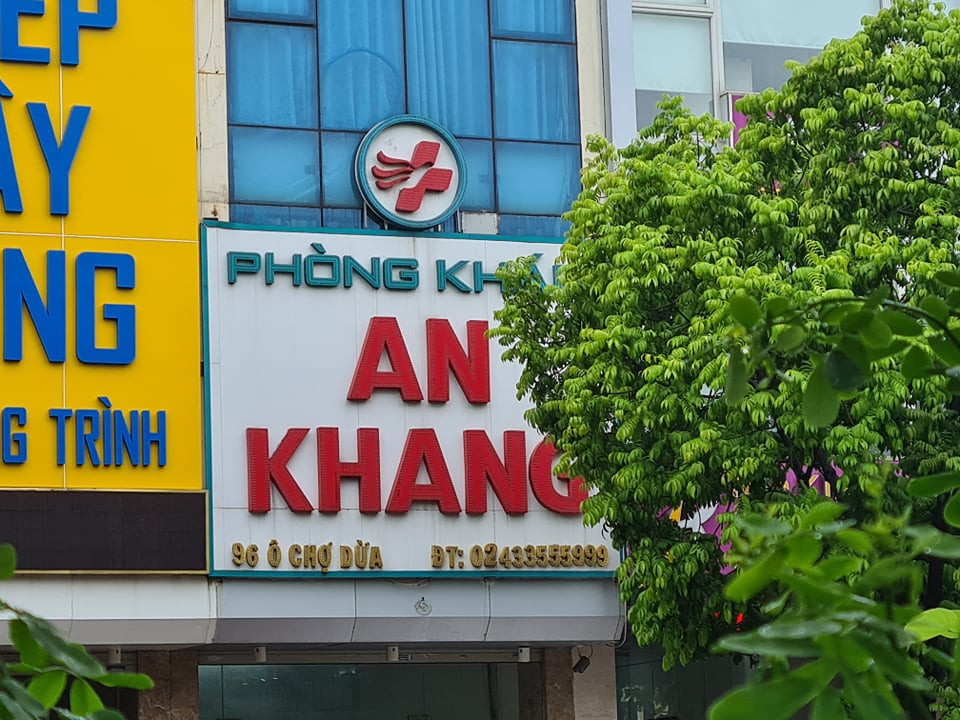 NG TRÌNH
PHÒNG KHÁ
AN
KHANG
96 Ô CHỢ DỪA ĐT: 02433555999